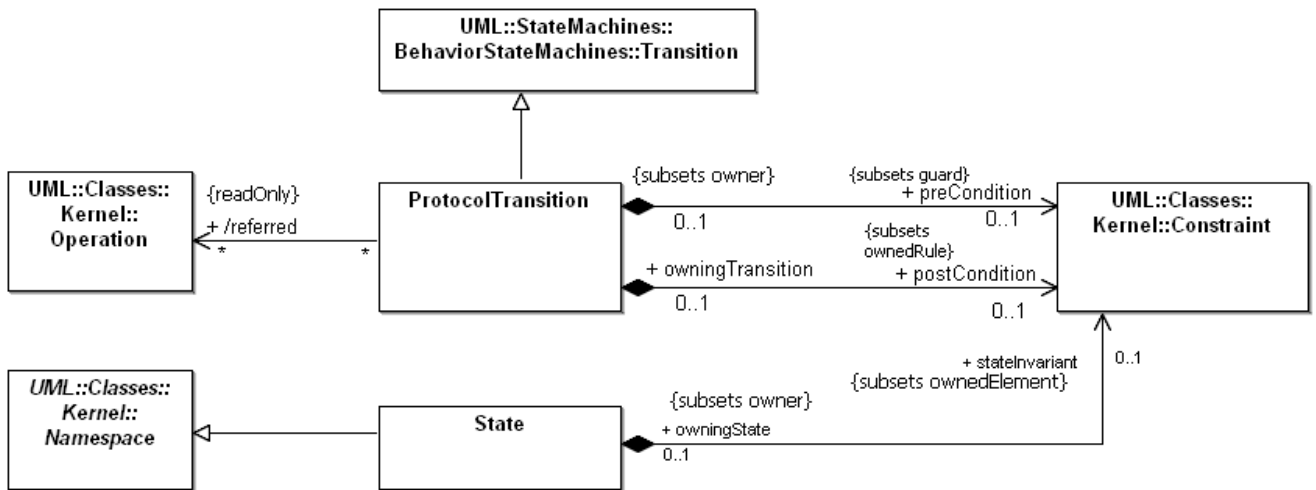 UML::StateMachines::
BehaviorStateMachines::Transition
UML::Classes::
Kernel::
Operation
{readOnly}
+ /referred
*
*
ProtocolTransition
{subsets owner}
0..1
{subsets guard}
+ preCondition
0..1
UML::Classes::
Kernel::Constraint
+ owningTransition
0..1
{subsets
ownedRule}
+ postCondition
0..1
+ stateInvariant
0..1
{subsets ownedElement}
UML::Classes::
Kernel::
Namespace
State
{subsets owner}
+ owningState
0..1